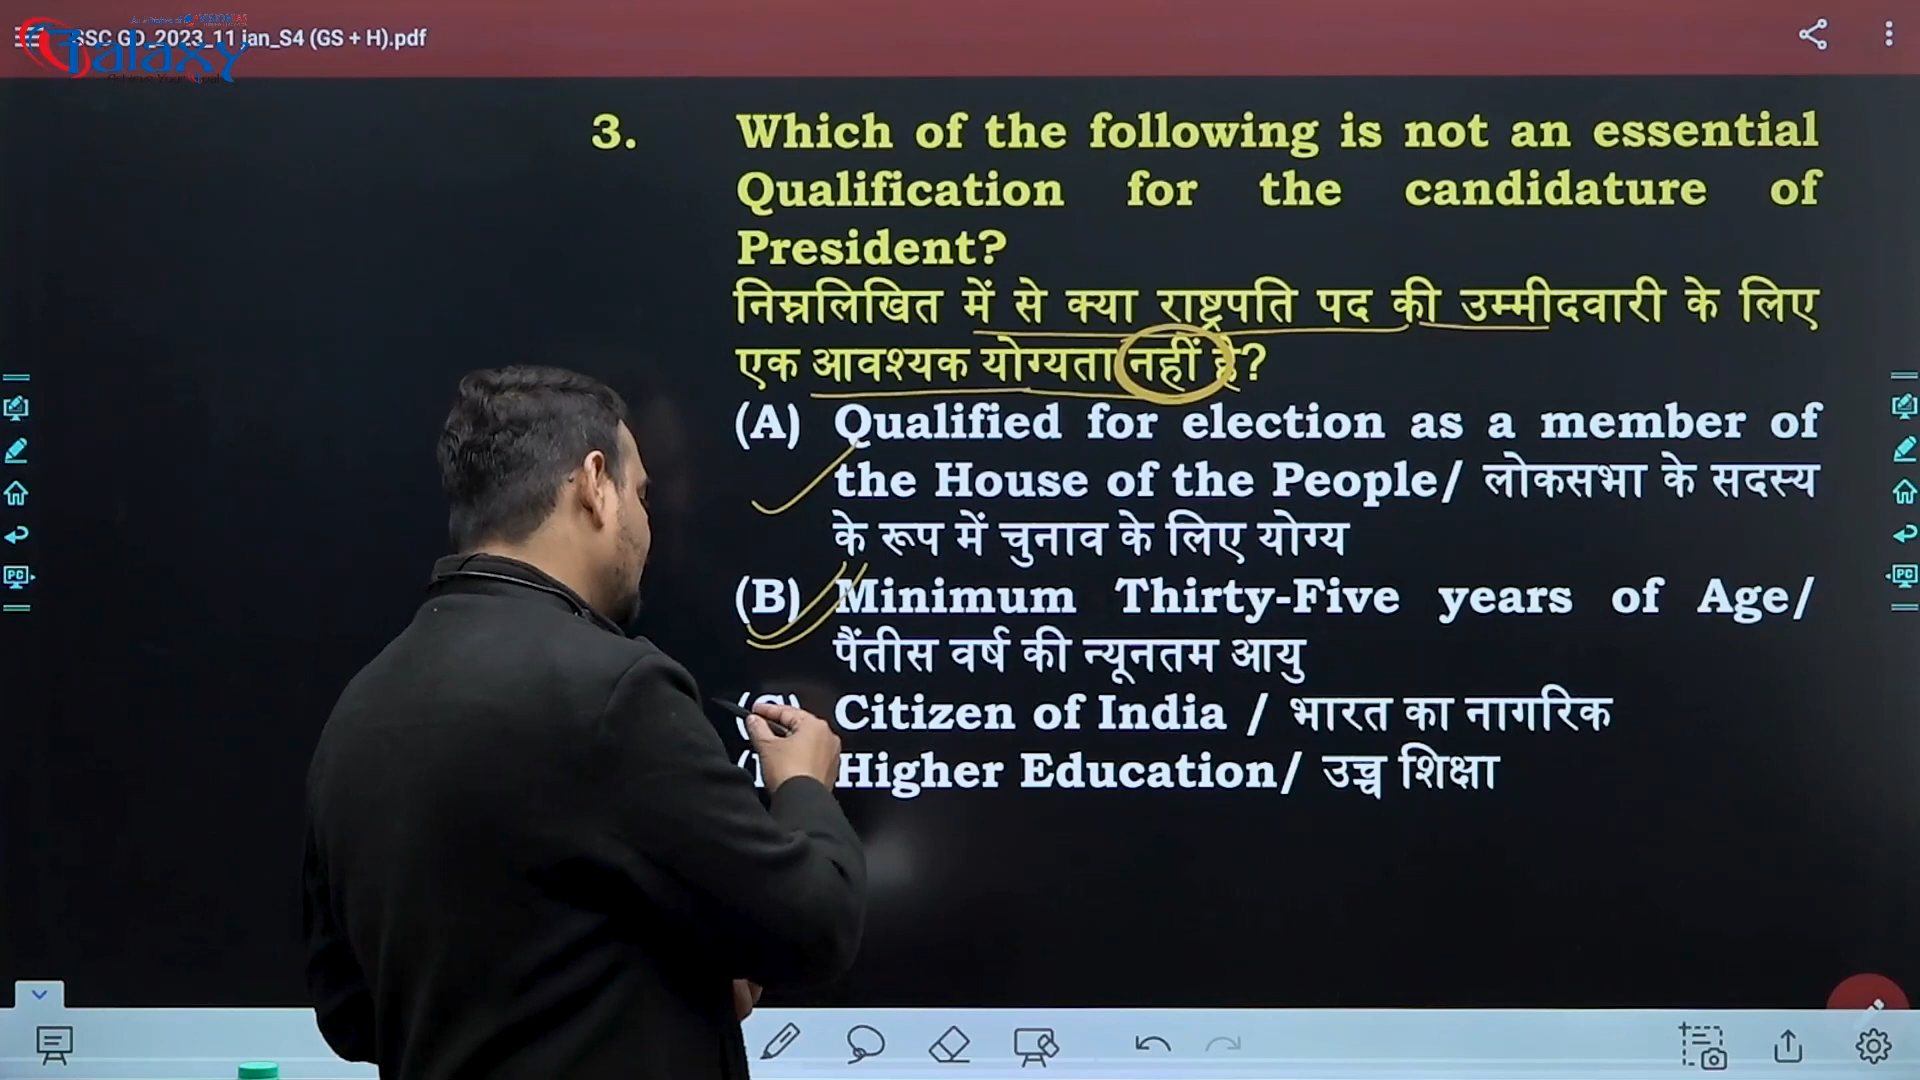 SSC GD_2023_11 jan_S4 (GS + H).pdf
Galaxy
3. Which of the following is not an essential
Qualification for the candidature of
President?
निम्नलिखित में से क्या राष्ट्रपति पद की उम्मीदवारी के लिए
एक आवश्यक योग्यता नहीं है?
(A) Qualified for election as a member of
the House of the People/ लोकसभा के सदस्य
के रूप में चुनाव के लिए योग्य
(B) Minimum Thirty-Five years of Age/
पैंतीस वर्ष की न्यूनतम आयु
(C) Citizen of India / भारत का नागरिक
Higher Education/ उच्च शिक्षा
PC
PC